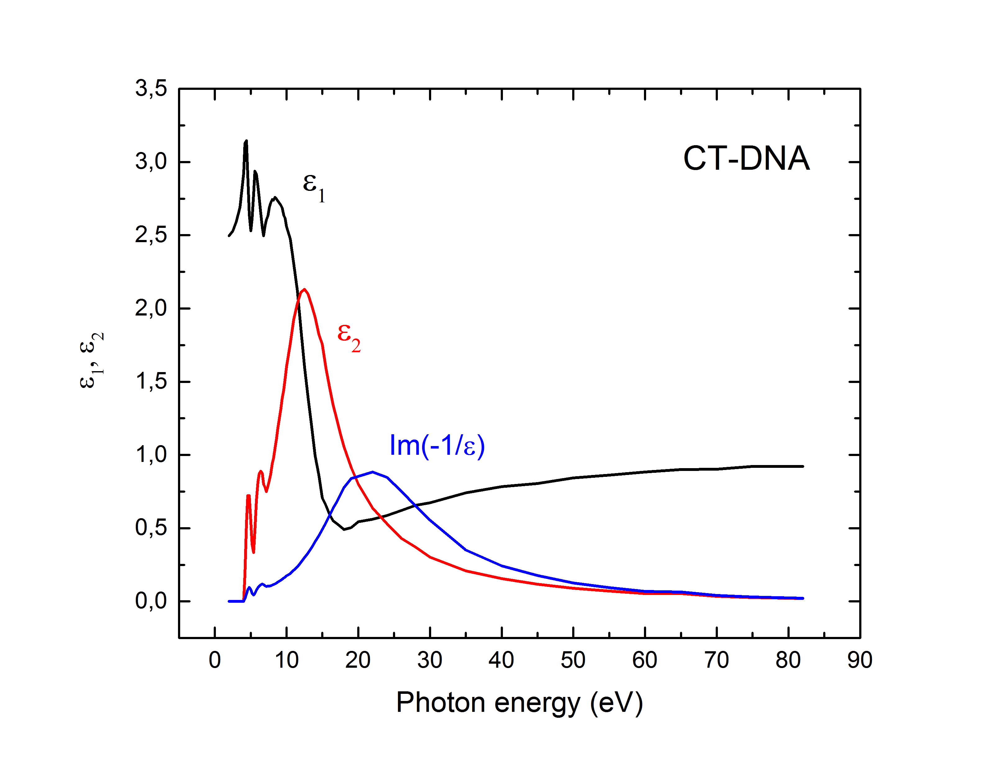 3,5
3,0
2,5
2,0
1,5
1,0
0,5
0,0
ε₁, ε₂
CT-DNA
ε₁
ε₂
Im(-1/ε)
0 10 20 30 40 50 60 70 80 90
Photon energy (eV)